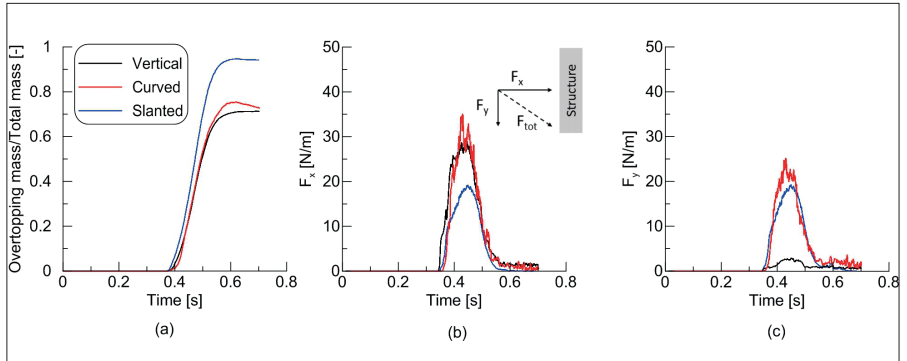 Overtopping mass/Total mass [-]
1
0.8
0.6
0.4
0.2
0
Vertical
Curved
Slanted
0 0.2 0.4 0.6 0.8
Time [s]
(a)
F_x [N/m]
50
40
30
20
10
0
F_x
F_y
F_tot
Structure
0 0.2 0.4 0.6 0.8
Time [s]
(b)
F_y [N/m]
50
40
30
20
10
0
0 0.2 0.4 0.6 0.8
Time [s]
(c)